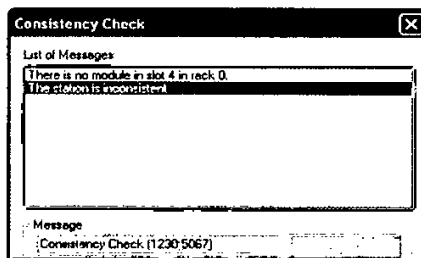 Consistency Check
List of Messages
There is no module in slot 4 in rack 0.
The station is inconsistent
Message
Consistency Check (1230:5067)